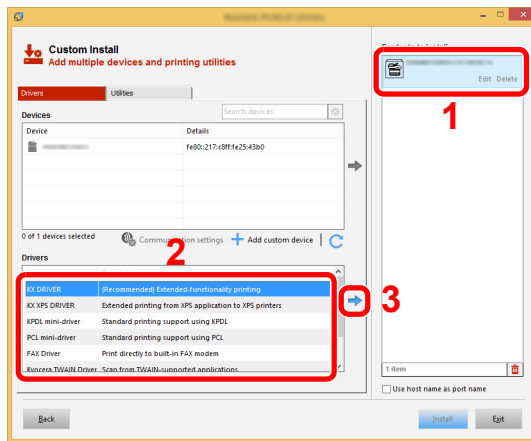 Custom Install
Add multiple devices and printing utilities
Products to install
Edit Delete
1
Drivers Utilities
Devices Search devices
Device Details
fe80::217:c8ff:fe25:43b0
0 of 1 devices selected Communication settings Add custom device
2
Drivers
KX DRIVER (Recommended) Extended-functionality printing
KX XPS DRIVER Extended printing from XPS application to XPS printers
3
KPDL mini-driver Standard printing support using KPDL
PCL mini-driver Standard printing support using PCL
FAX Driver Print directly to built-in FAX modem
Kyocera TWAIN Driver Scan from TWAIN-supported applications
1 item
Use host name as port name
Back Install Exit